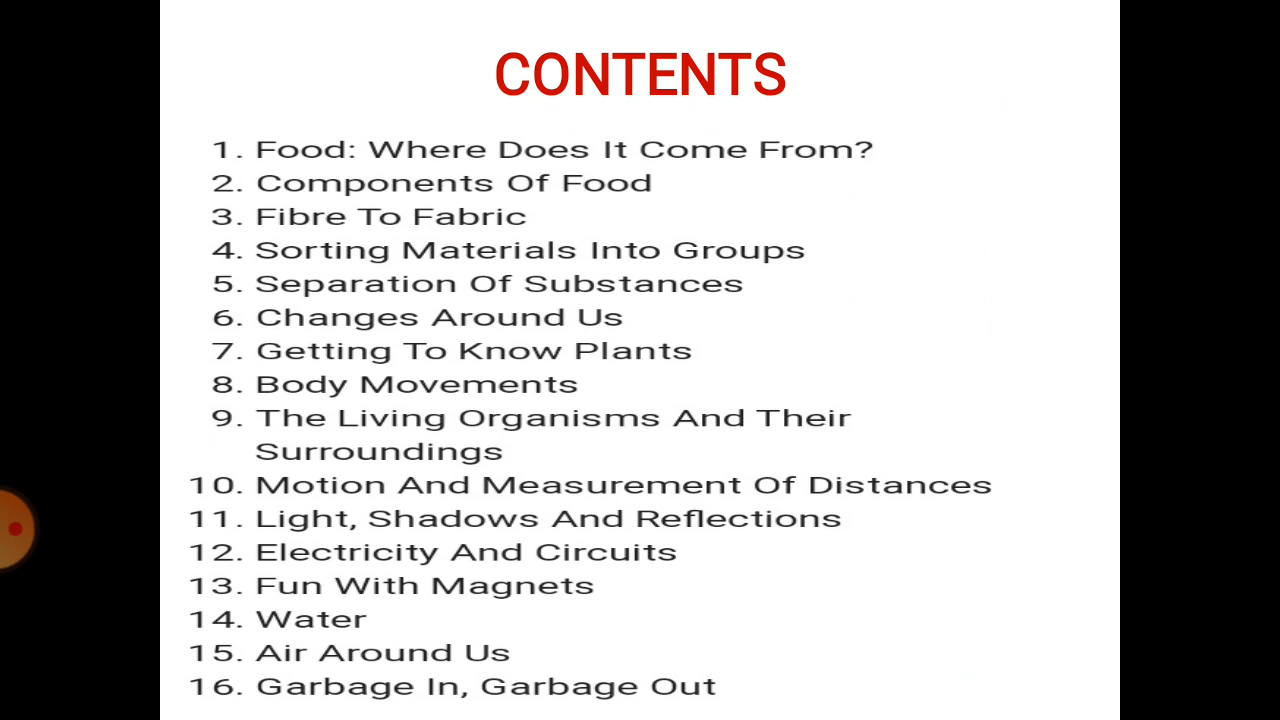 CONTENTS
1. Food: Where Does It Come From?
2. Components Of Food
3. Fibre To Fabric
4. Sorting Materials Into Groups
5. Separation Of Substances
6. Changes Around Us
7. Getting To Know Plants
8. Body Movements
9. The Living Organisms And Their
Surroundings
10. Motion And Measurement Of Distances
11. Light, Shadows And Reflections
12. Electricity And Circuits
13. Fun With Magnets
14. Water
15. Air Around Us
16. Garbage In, Garbage Out